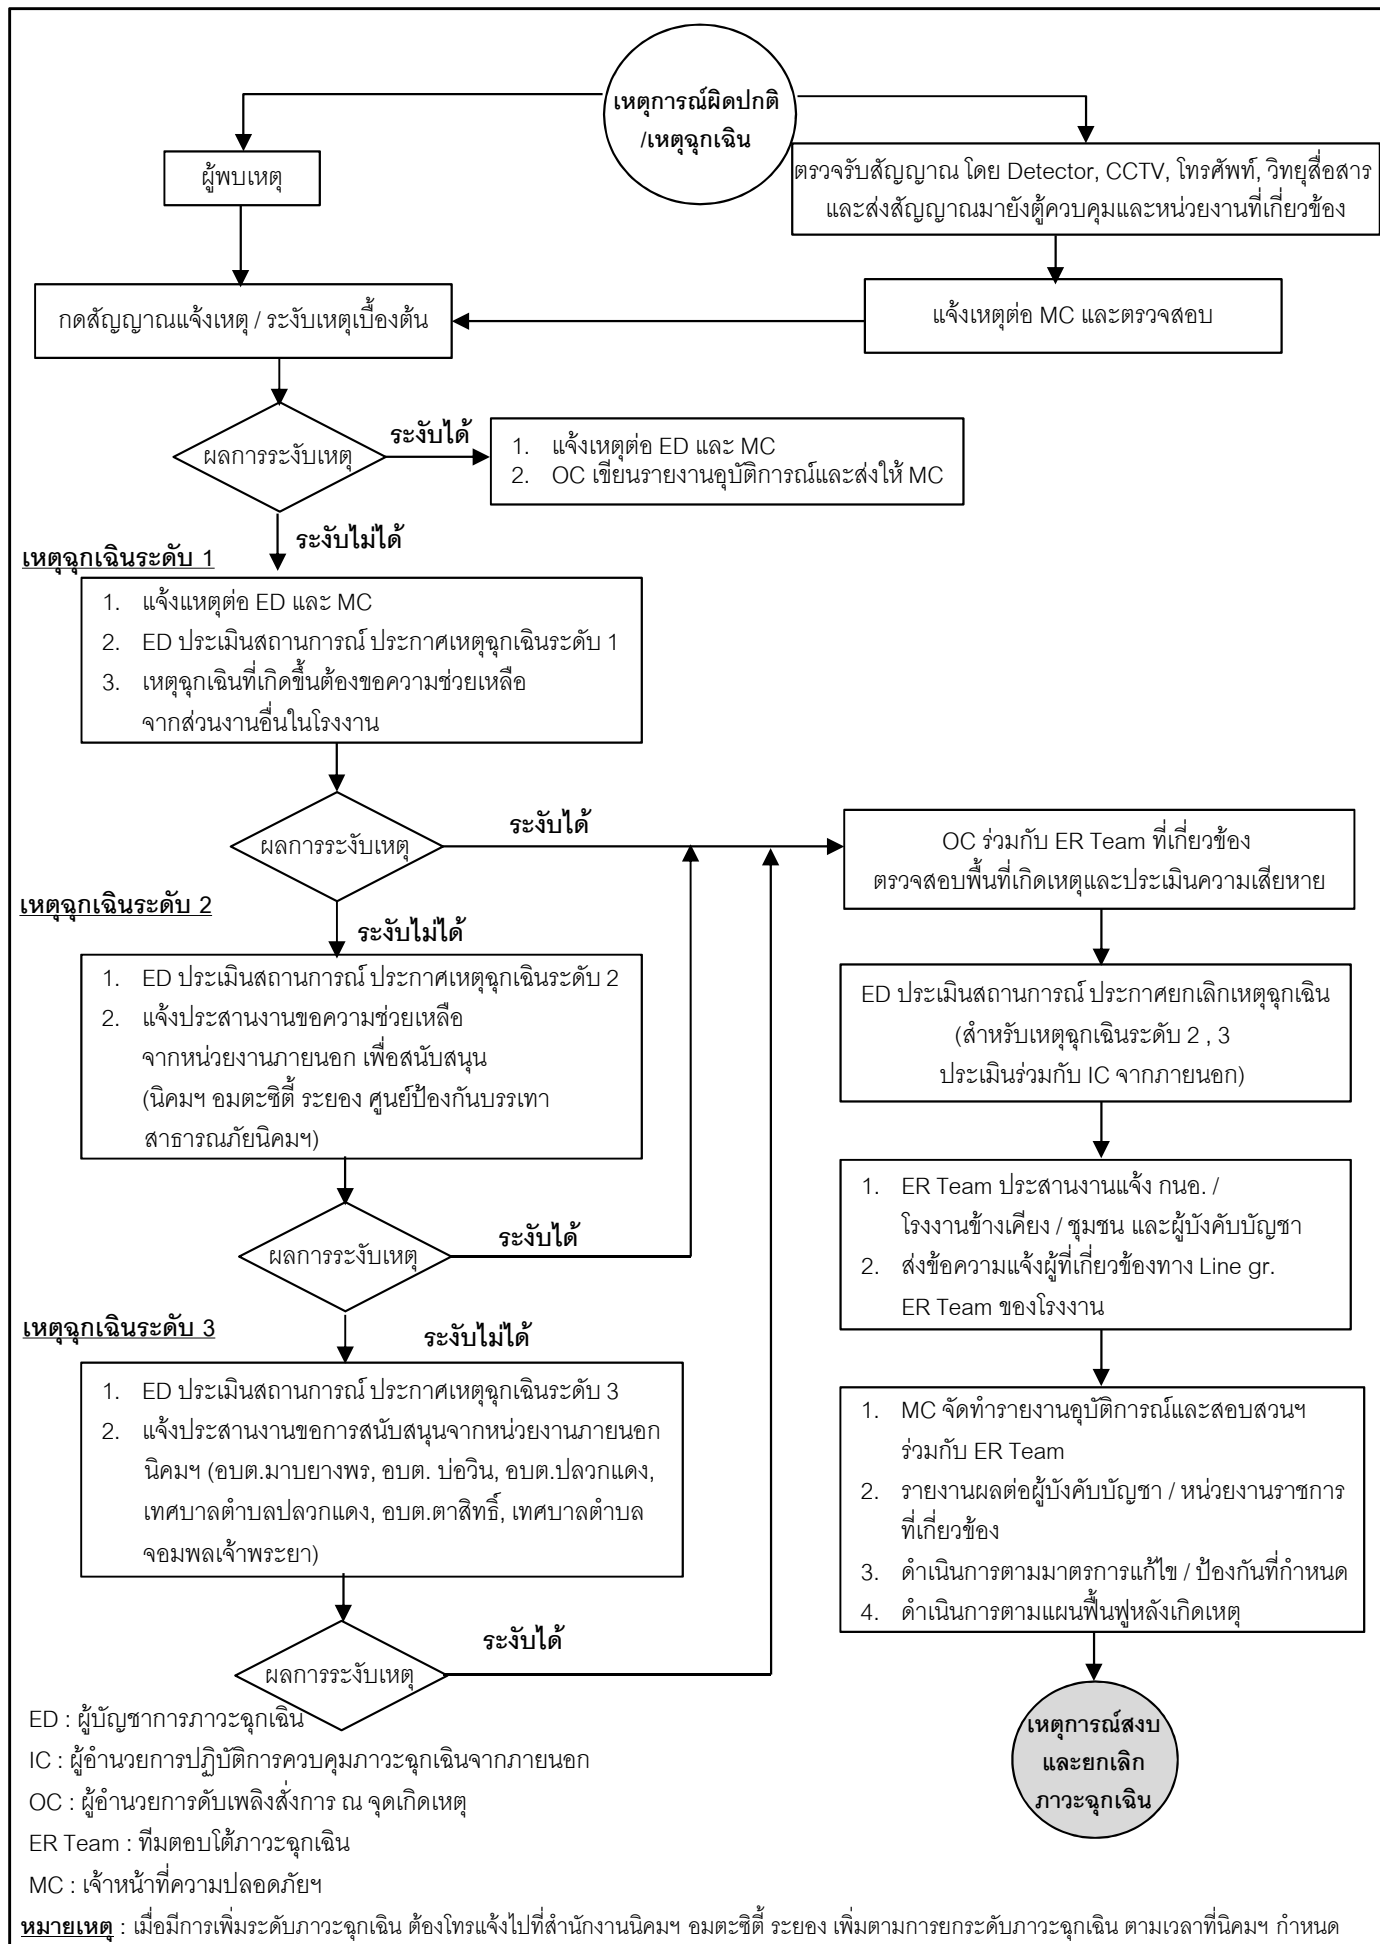 เหตุการณ์ผิดปกติ
/เหตุฉุกเฉิน
ผู้พบเหตุ
ตรวจรับสัญญาณ โดย Detector, CCTV, โทรศัพท์, วิทยุสื่อสาร
และส่งสัญญาณมายังตู้ควบคุมและหน่วยงานที่เกี่ยวข้อง
กดสัญญาณแจ้งเหตุ / ระงับเหตุเบื้องต้น
แจ้งเหตุต่อ MC และตรวจสอบ
ผลการระงับเหตุ
ระงับได้
1. แจ้งเหตุต่อ ED และ MC
2. OC เขียนรายงานอุบัติการณ์และส่งให้ MC
ระงับไม่ได้
เหตุฉุกเฉินระดับ 1
1. แจ้งแหตุต่อ ED และ MC
2. ED ประเมินสถานการณ์ ประกาศเหตุฉุกเฉินระดับ 1
3. เหตุฉุกเฉินที่เกิดขึ้นต้องขอความช่วยเหลือ
จากส่วนงานอื่นในโรงงาน
ผลการระงับเหตุ
ระงับได้
OC ร่วมกับ ER Team ที่เกี่ยวข้อง
ตรวจสอบพื้นที่เกิดเหตุและประเมินความเสียหาย
เหตุฉุกเฉินระดับ 2
ระงับไม่ได้
1. ED ประเมินสถานการณ์ ประกาศเหตุฉุกเฉินระดับ 2
2. แจ้งประสานงานขอความช่วยเหลือ
จากหน่วยงานภายนอก เพื่อสนับสนุน
(นิคมฯ อมตะซิตี้ ระยอง ศูนย์ป้องกันบรรเทา
สาธารณภัยนิคมฯ)
ED ประเมินสถานการณ์ ประกาศยกเลิกเหตุฉุกเฉิน
(สำหรับเหตุฉุกเฉินระดับ 2 , 3
ประเมินร่วมกับ IC จากภายนอก)
ผลการระงับเหตุ
ระงับได้
1. ER Team ประสานงานแจ้ง กนอ. /
โรงงานข้างเคียง / ชุมชน และผู้บังคับบัญชา
2. ส่งข้อความแจ้งผู้ที่เกี่ยวข้องทาง Line gr.
ER Team ของโรงงาน
เหตุฉุกเฉินระดับ 3
ระงับไม่ได้
1. ED ประเมินสถานการณ์ ประกาศเหตุฉุกเฉินระดับ 3
2. แจ้งประสานงานขอการสนับสนุนจากหน่วยงานภายนอก
นิคมฯ (อบต.มาบยางพร, อบต. บ่อวิน, อบต.ปลวกแดง,
เทศบาลตำบลปลวกแดง, อบต.ตาสิทธิ์, เทศบาลตำบล
จอมพลเจ้าพระยา)
1. MC จัดทำรายงานอุบัติการณ์และสอบสวนฯ
ร่วมกับ ER Team
2. รายงานผลต่อผู้บังคับบัญชา / หน่วยงานราชการ
ที่เกี่ยวข้อง
3. ดำเนินการตามมาตรการแก้ไข / ป้องกันที่กำหนด
4. ดำเนินการตามแผนฟื้นฟูหลังเกิดเหตุ
ผลการระงับเหตุ
ระงับได้
เหตุการณ์สงบ
และยกเลิก
ภาวะฉุกเฉิน
ED : ผู้บัญชาการภาวะฉุกเฉิน
IC : ผู้อำนวยการปฏิบัติการควบคุมภาวะฉุกเฉินจากภายนอก
OC : ผู้อำนวยการดับเพลิงสั่งการ ณ จุดเกิดเหตุ
ER Team : ทีมตอบโต้ภาวะฉุกเฉิน
MC : เจ้าหน้าที่ความปลอดภัยฯ
หมายเหตุ : เมื่อมีการเพิ่มระดับภาวะฉุกเฉิน ต้องโทรแจ้งไปที่สำนักงานนิคมฯ อมตะซิตี้ ระยอง เพิ่มตามการยกระดับภาวะฉุกเฉิน ตามเวลาที่นิคมฯ กำหนด